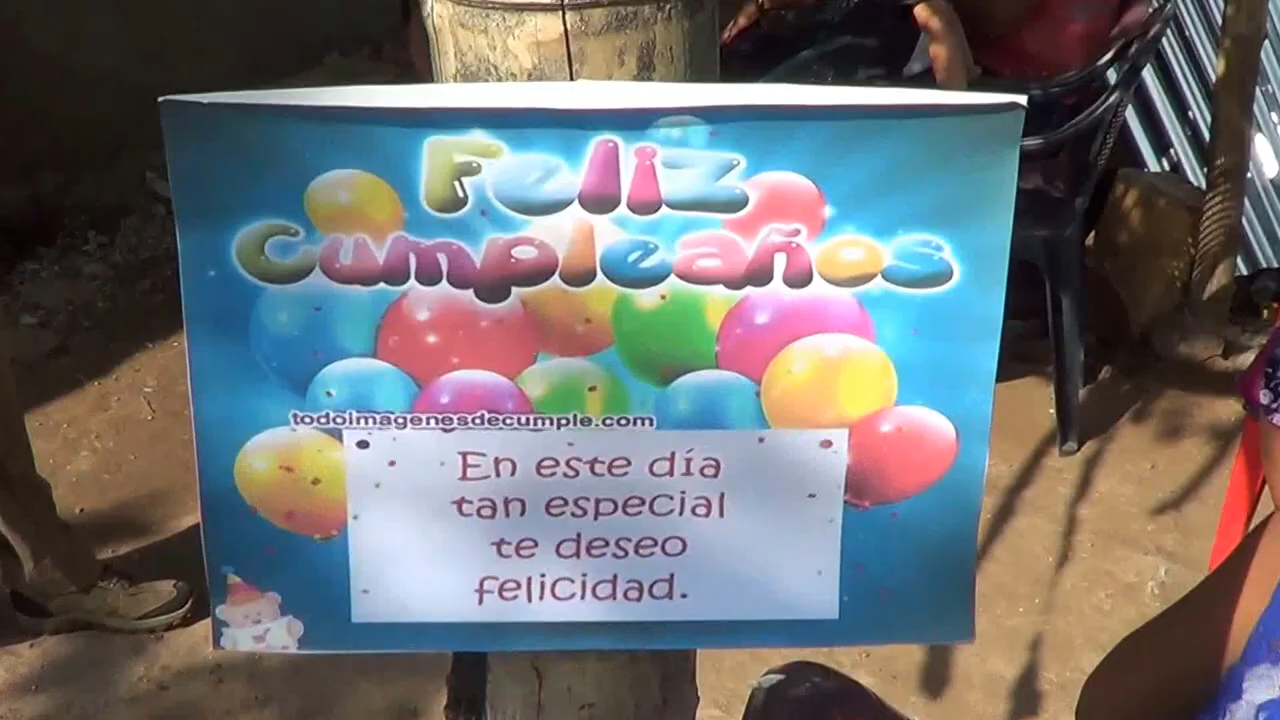 Feliz
Cumpleaños
todoimagenesdecumple.com
En este día
tan especial
te deseo
felicidad.